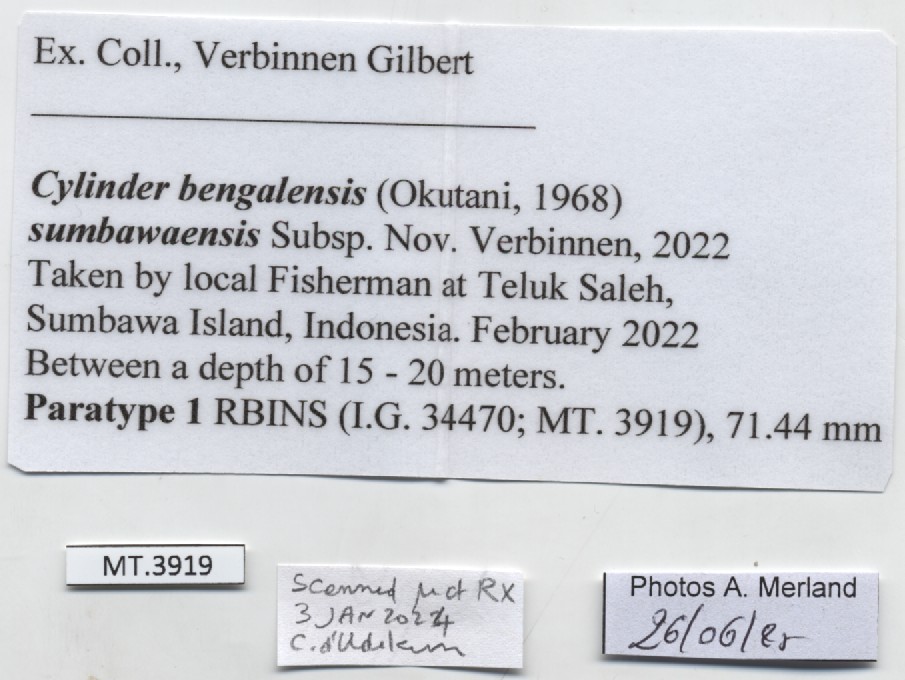 Ex. Coll., Verbinnen Gilbert
Cylinder bengalensis (Okutani, 1968)
sumbawaensis Subsp. Nov. Verbinnen, 2022
Taken by local Fisherman at Teluk Saleh,
Sumbawa Island, Indonesia. February 2022
Between a depth of 15 - 20 meters.
Paratype 1 RBINS (I.G. 34470; MT. 3919), 71.44 mm
MT.3919
Scanned µct RX
3 JAN 2024
C. d'Udekem
Photos A. Merland
26/06/25